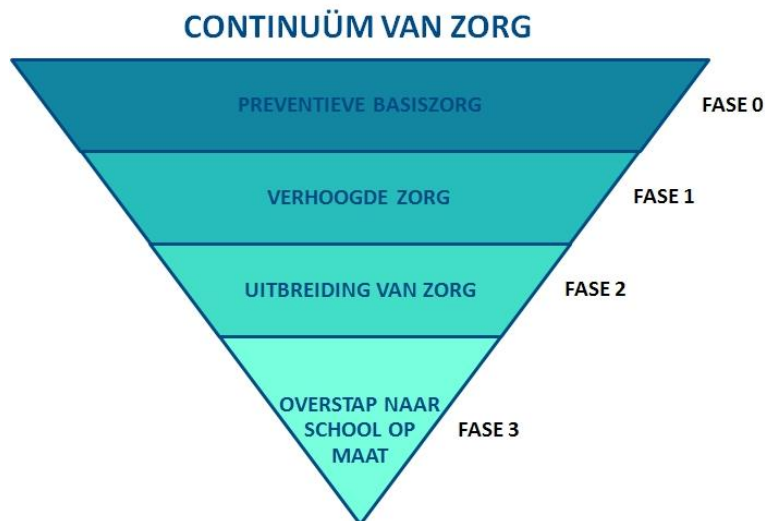 CONTINUÜM VAN ZORG
PREVENTIEVE BASISZORG
FASE 0
VERHOOGDE ZORG
FASE 1
UITBREIDING VAN ZORG
FASE 2
OVERSTAP NAAR
SCHOOL OP
MAAT
FASE 3